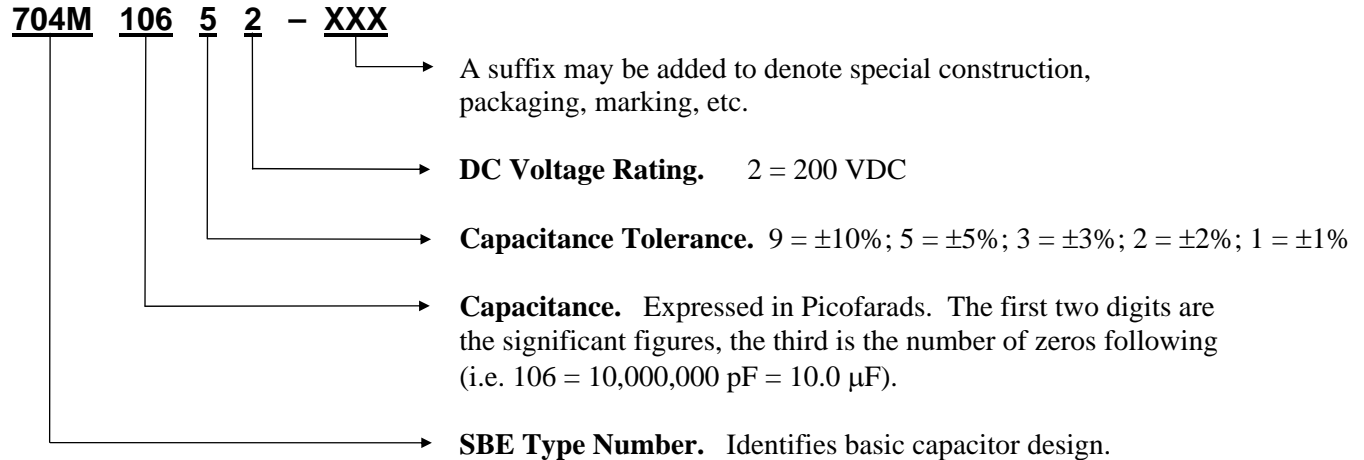 704M 106 5 2 – XXX
A suffix may be added to denote special construction,
packaging, marking, etc.
DC Voltage Rating. 2 = 200 VDC
Capacitance Tolerance. 9 = ±10%; 5 = ±5%; 3 = ±3%; 2 = ±2%; 1 = ±1%
Capacitance. Expressed in Picofarads. The first two digits are
the significant figures, the third is the number of zeros following
(i.e. 106 = 10,000,000 pF = 10.0 μF).
SBE Type Number. Identifies basic capacitor design.